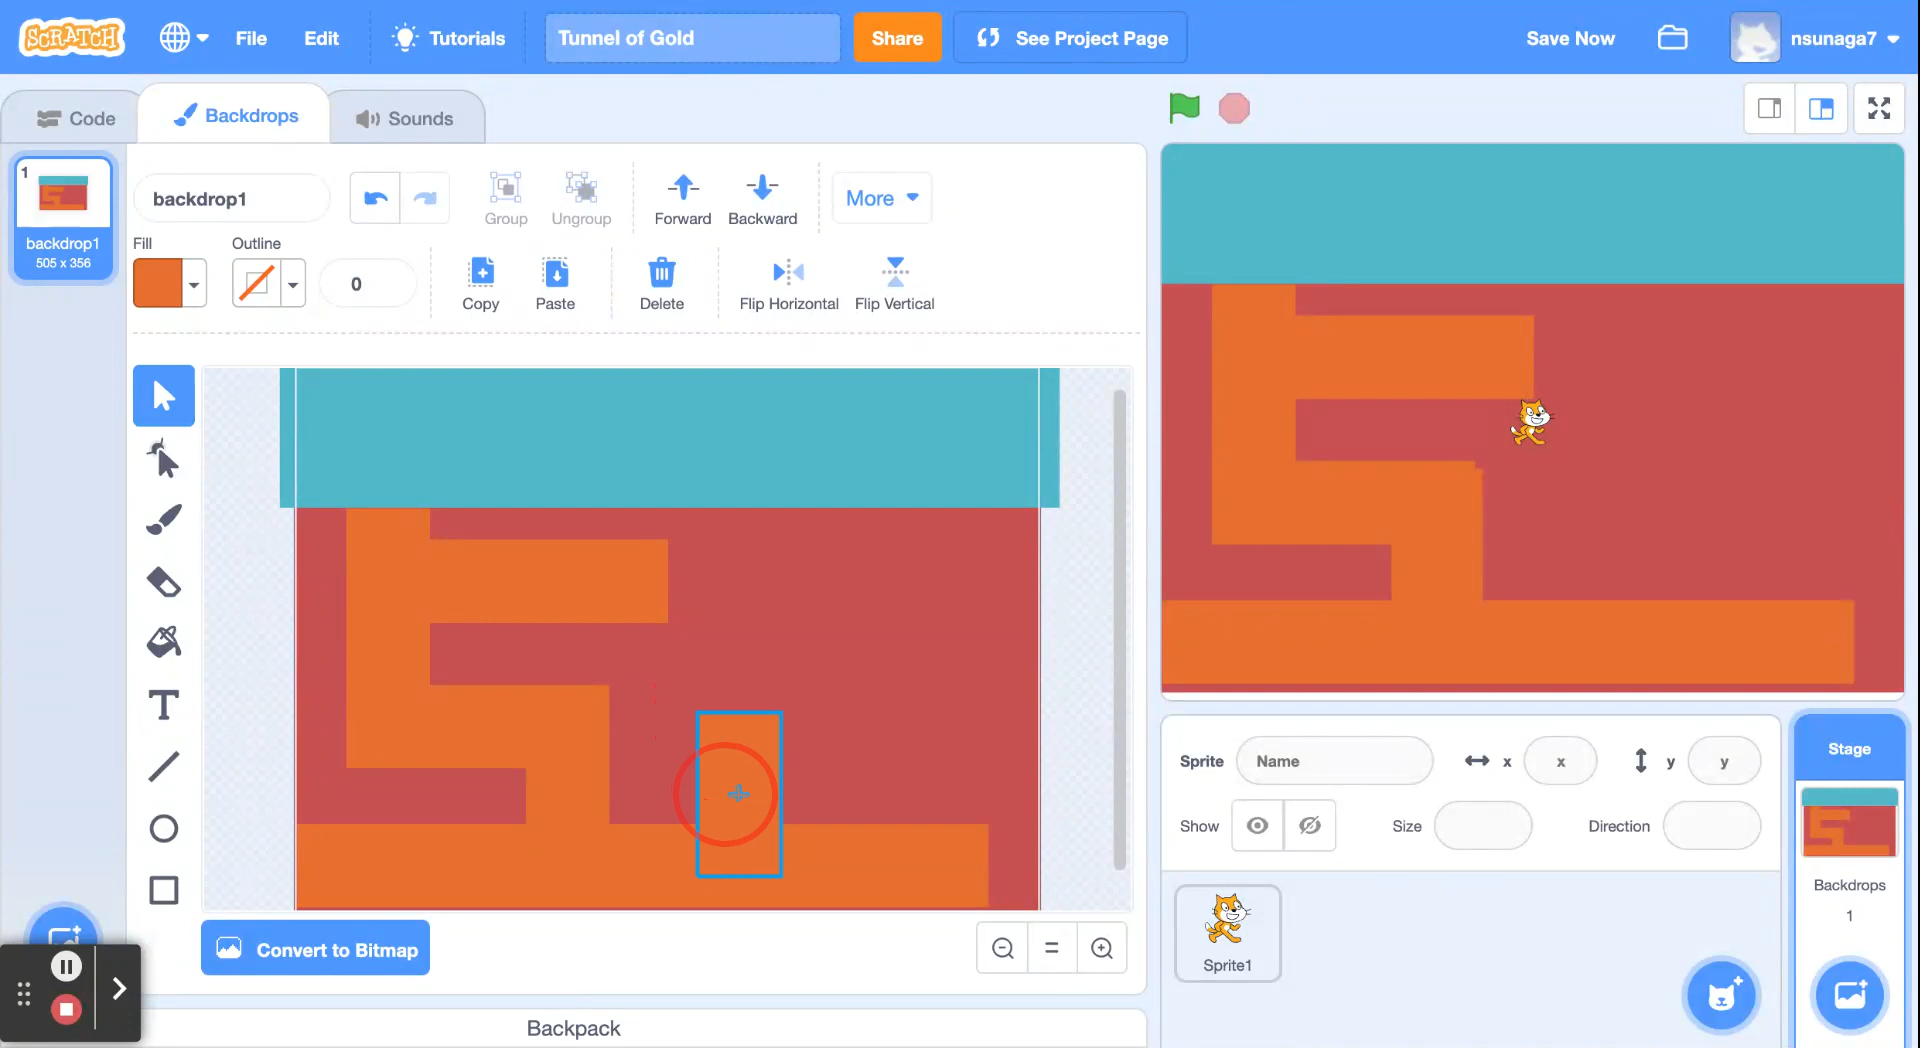 SCRATCH File Edit Tutorials Tunnel of Gold Share See Project Page Save Now nsunaga7
Code Backdrops Sounds
1
backdrop1
505 x 356
backdrop1
Group Ungroup Forward Backward More
Fill Outline
0
Copy Paste Delete Flip Horizontal Flip Vertical
T
Convert to Bitmap
Backpack
Sprite Name x x y y
Show Size Direction
Sprite1
Stage
Backdrops
1